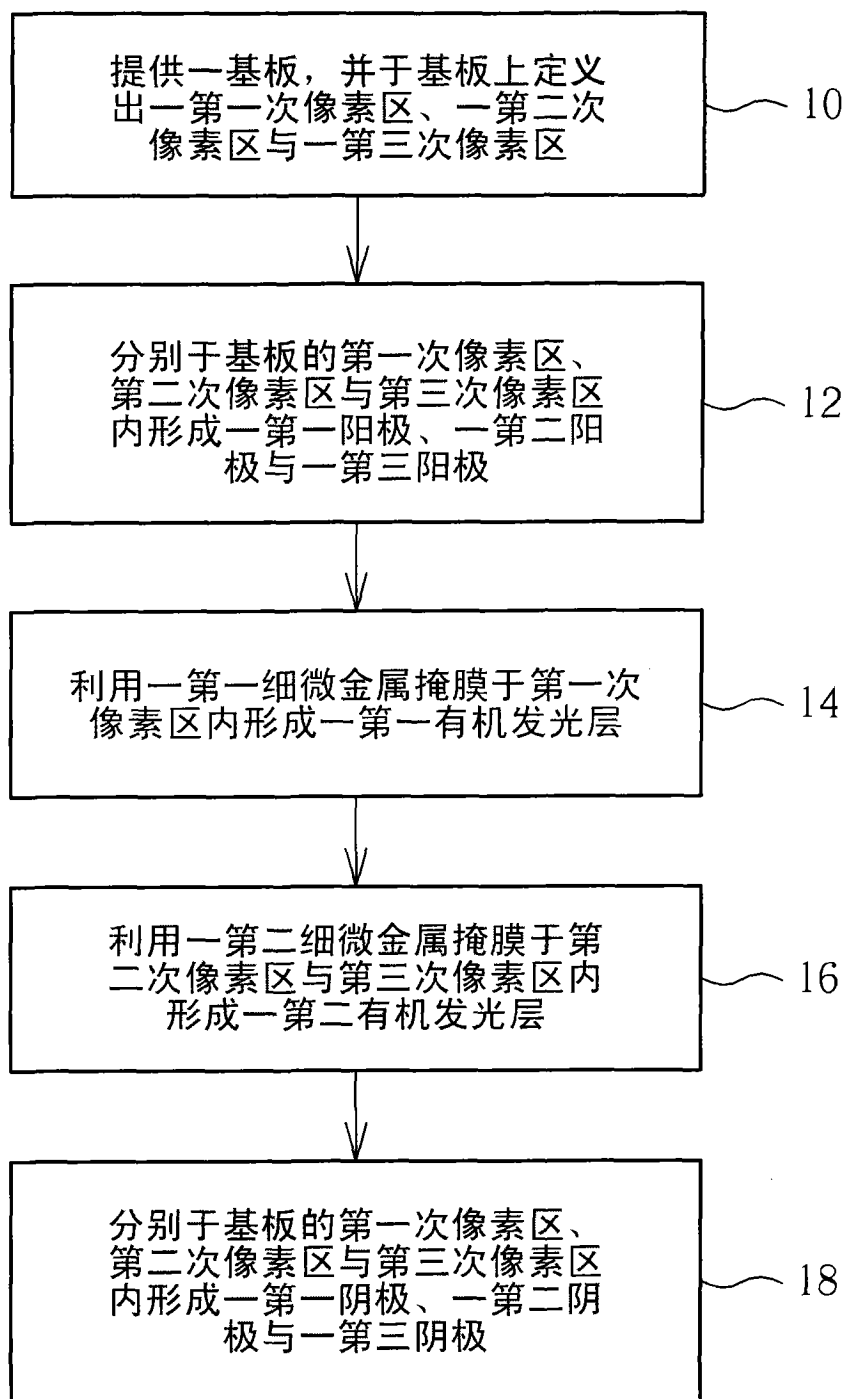 提供一基板，并于基板上定义
出一第一次像素区、一第二次
像素区与一第三次像素区
10
分别于基板的第一次像素区、
第二次像素区与第三次像素区
内形成一第一阳极、一第二阳
极与一第三阳极
12
利用一第一细微金属掩膜于第一次
像素区内形成一第一有机发光层
14
利用一第二细微金属掩膜于第
二次像素区与第三次像素区内
形成一第二有机发光层
16
分别于基板的第一次像素区、
第二次像素区与第三次像素区
内形成一第一阴极、一第二阴
极与一第三阴极
18